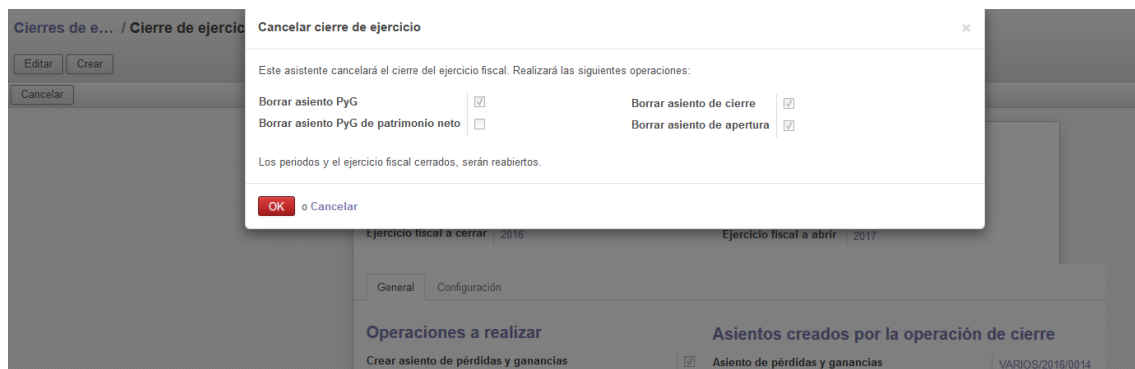 Cierres de e... / Cierre de ejercic
Editar Crear
Cancelar
Cancelar cierre de ejercicio ×
Este asistente cancelará el cierre del ejercicio fiscal. Realizará las siguientes operaciones:
Borrar asiento PyG Borrar asiento de cierre
Borrar asiento PyG de patrimonio neto Borrar asiento de apertura
Los periodos y el ejercicio fiscal cerrados, serán reabiertos.
OK o Cancelar
Ejercicio fiscal a cerrar 2016 Ejercicio fiscal a abrir 2017
General Configuración
Operaciones a realizar Asientos creados por la operación de cierre
Crear asiento de pérdidas y ganancias Asiento de pérdidas y ganancias VARIOS/2016/0014